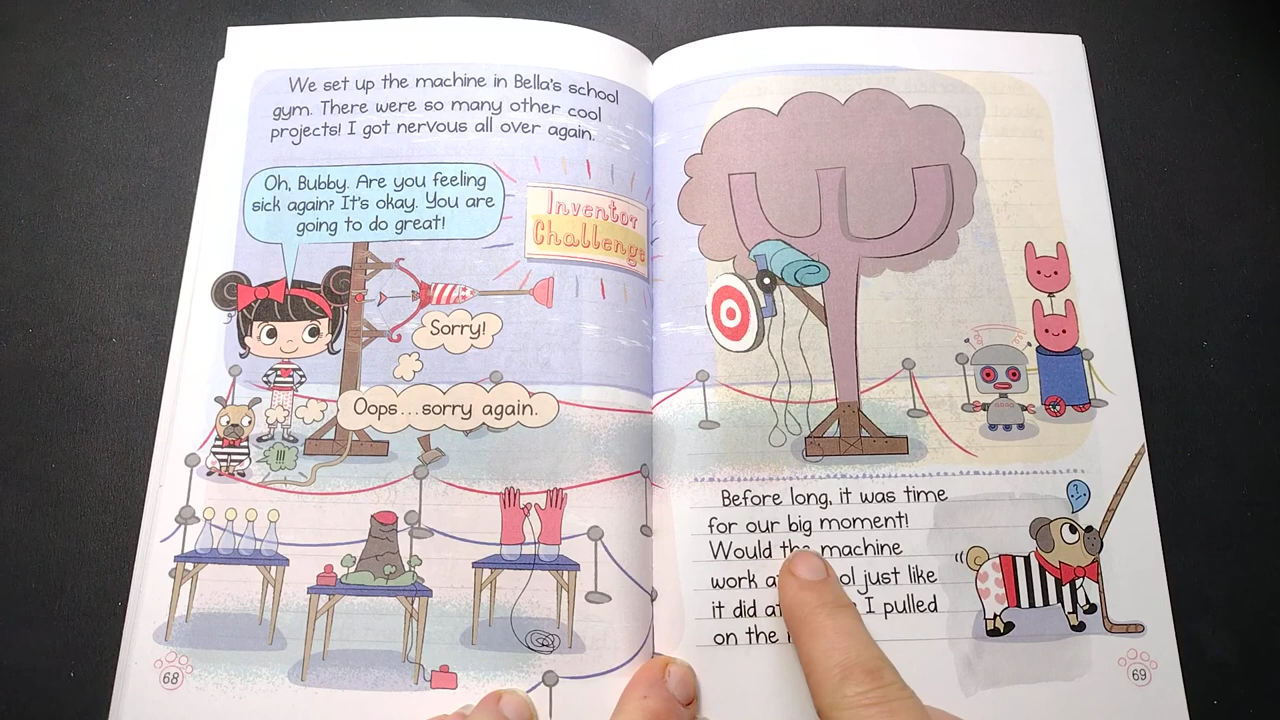 We set up the machine in Bella's school
gym. There were so many other cool
projects! I got nervous all over again.
Oh, Bubby. Are you feeling
sick again? It's okay. You are
going to do great!
Inventor
Challenge
Sorry!
Oops...sorry again.
!!!
68
Before long, it was time
for our big moment!
Would the machine
work just like
it did I pulled
on the
?
69